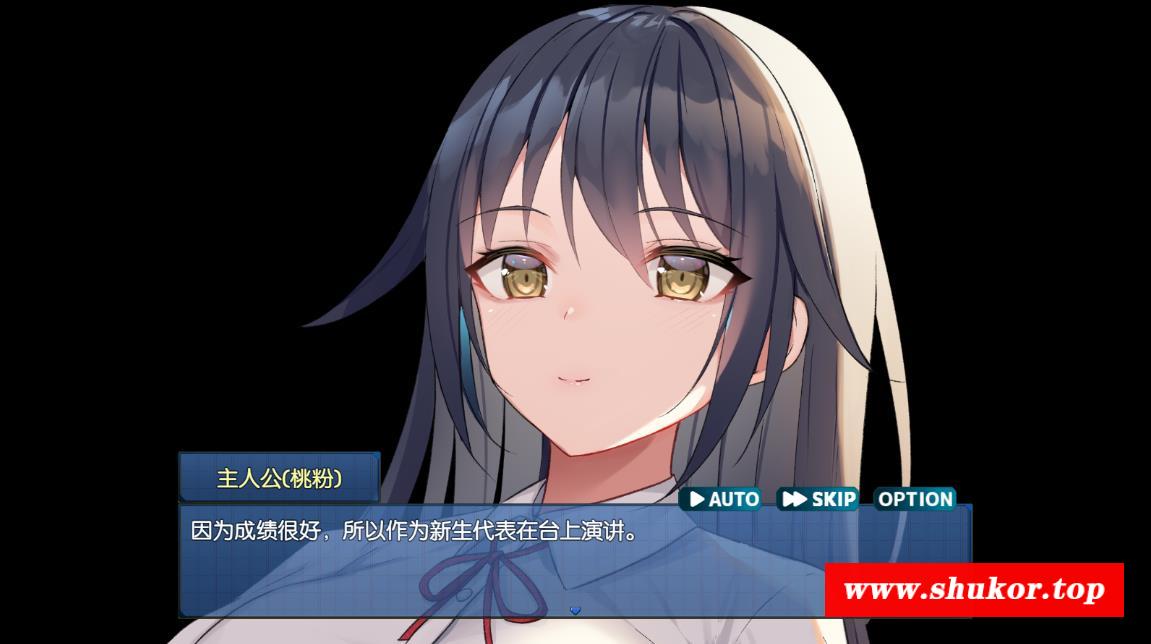 主人公(桃粉)
AUTO
SKIP
OPTION
因为成绩很好，所以作为新生代表在台上演讲。
www.shukor.top